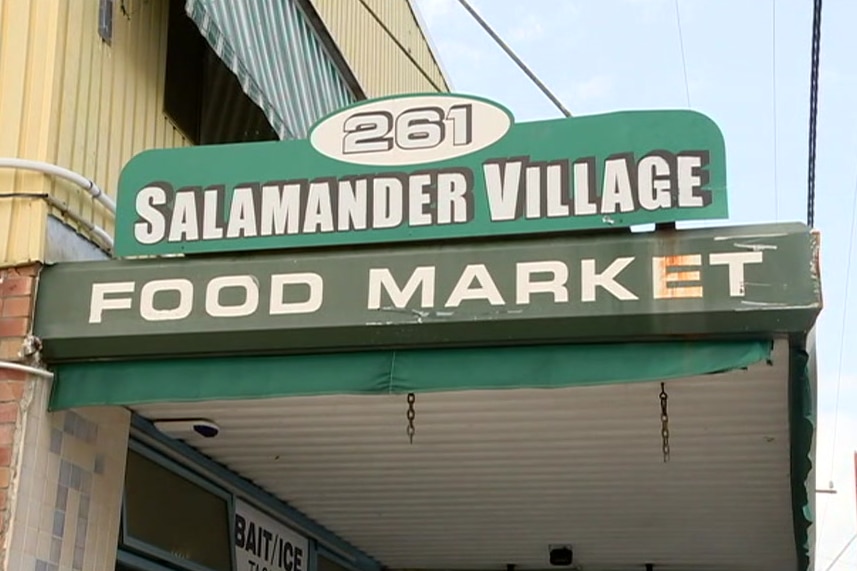 261
SALAMANDER VILLAGE
FOOD MARKET
BAIT/ICE